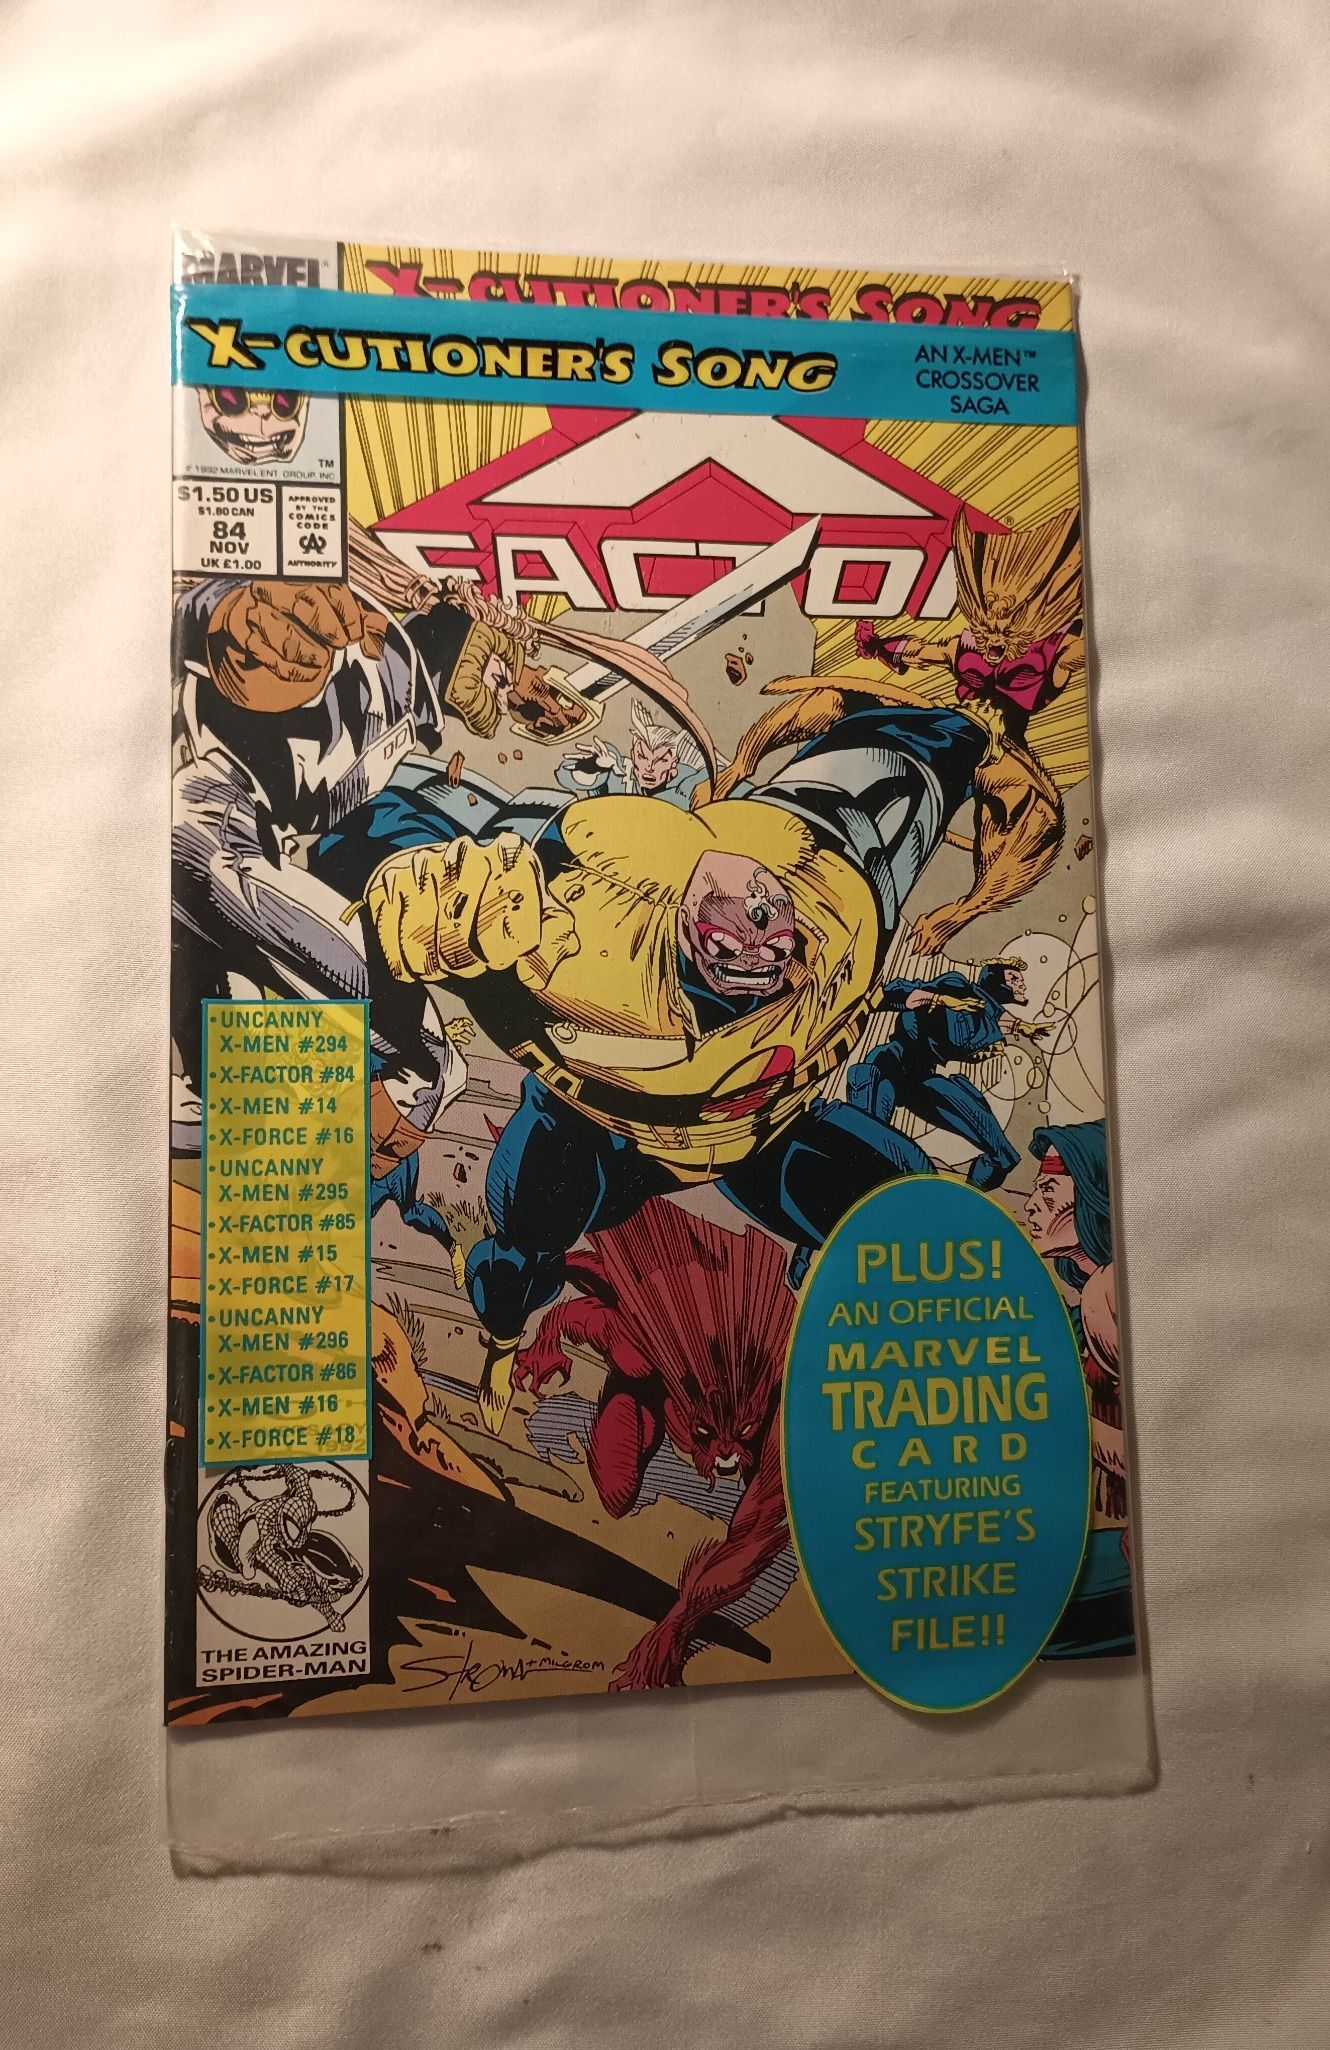 MARVEL
X-CUTIONER'S SONG
X-CUTIONER'S SONG
AN X-MEN™
CROSSOVER
SAGA
TM
© 1992 MARVEL ENT. GROUP, INC.
$1.50 US
$1.80 CAN
84
NOV
UK £1.00
APPROVED
BY THE
COMICS
CODE
CA
AUTHORITY
X
FACTOR
®
• UNCANNY
X-MEN #294
• X-FACTOR #84
• X-MEN #14
• X-FORCE #16
• UNCANNY
X-MEN #295
• X-FACTOR #85
• X-MEN #15
• X-FORCE #17
• UNCANNY
X-MEN #296
• X-FACTOR #86
• X-MEN #16
• X-FORCE #18
PLUS!
AN OFFICIAL
MARVEL
TRADING
CARD
FEATURING
STRYFE'S
STRIKE
FILE!!
THE AMAZING
SPIDER-MAN
STROMAN + MILGROM